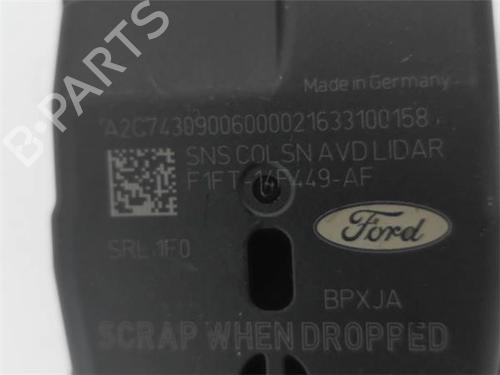 Made in Germany
A2C7430900600002163310015​8
SNS COLSN AVD LIDAR
F1FT-14F449-AF
Ford
SRL 1F0
BPXJA
SCRAP WHEN DROPPED
B-PARTS